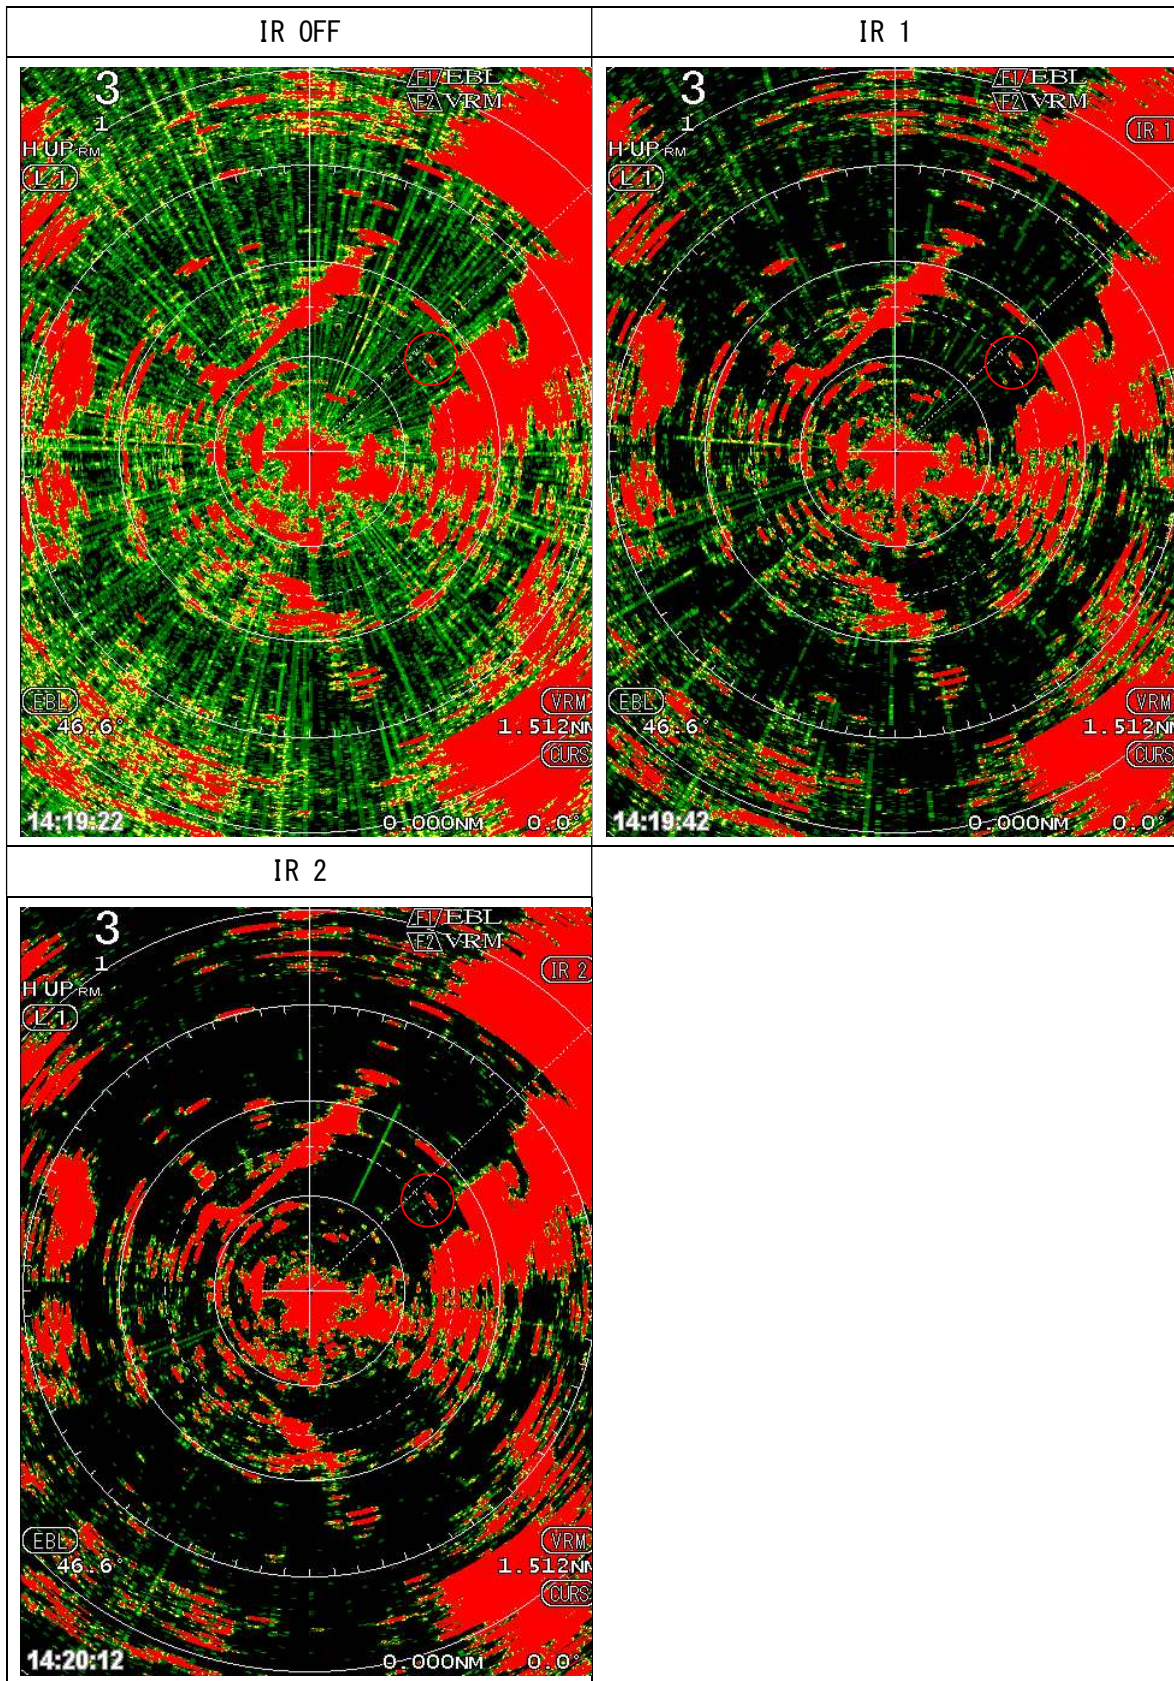 IR OFF
IR 1
3
1
F1 EBL
F2 VRM
H UP RM
L 1
EBL
46.6°
VRM
1.512NM
CURS
14:19:22
0.000NM
0.0°
3
1
F1 EBL
F2 VRM
IR 1
H UP RM
L 1
EBL
46.6°
VRM
1.512NM
CURS
14:19:42
0.000NM
0.0°
IR 2
3
1
F1 EBL
F2 VRM
IR 2
H UP RM
L 1
EBL
46.6°
VRM
1.512NM
CURS
14:20:12
0.000NM
0.0°